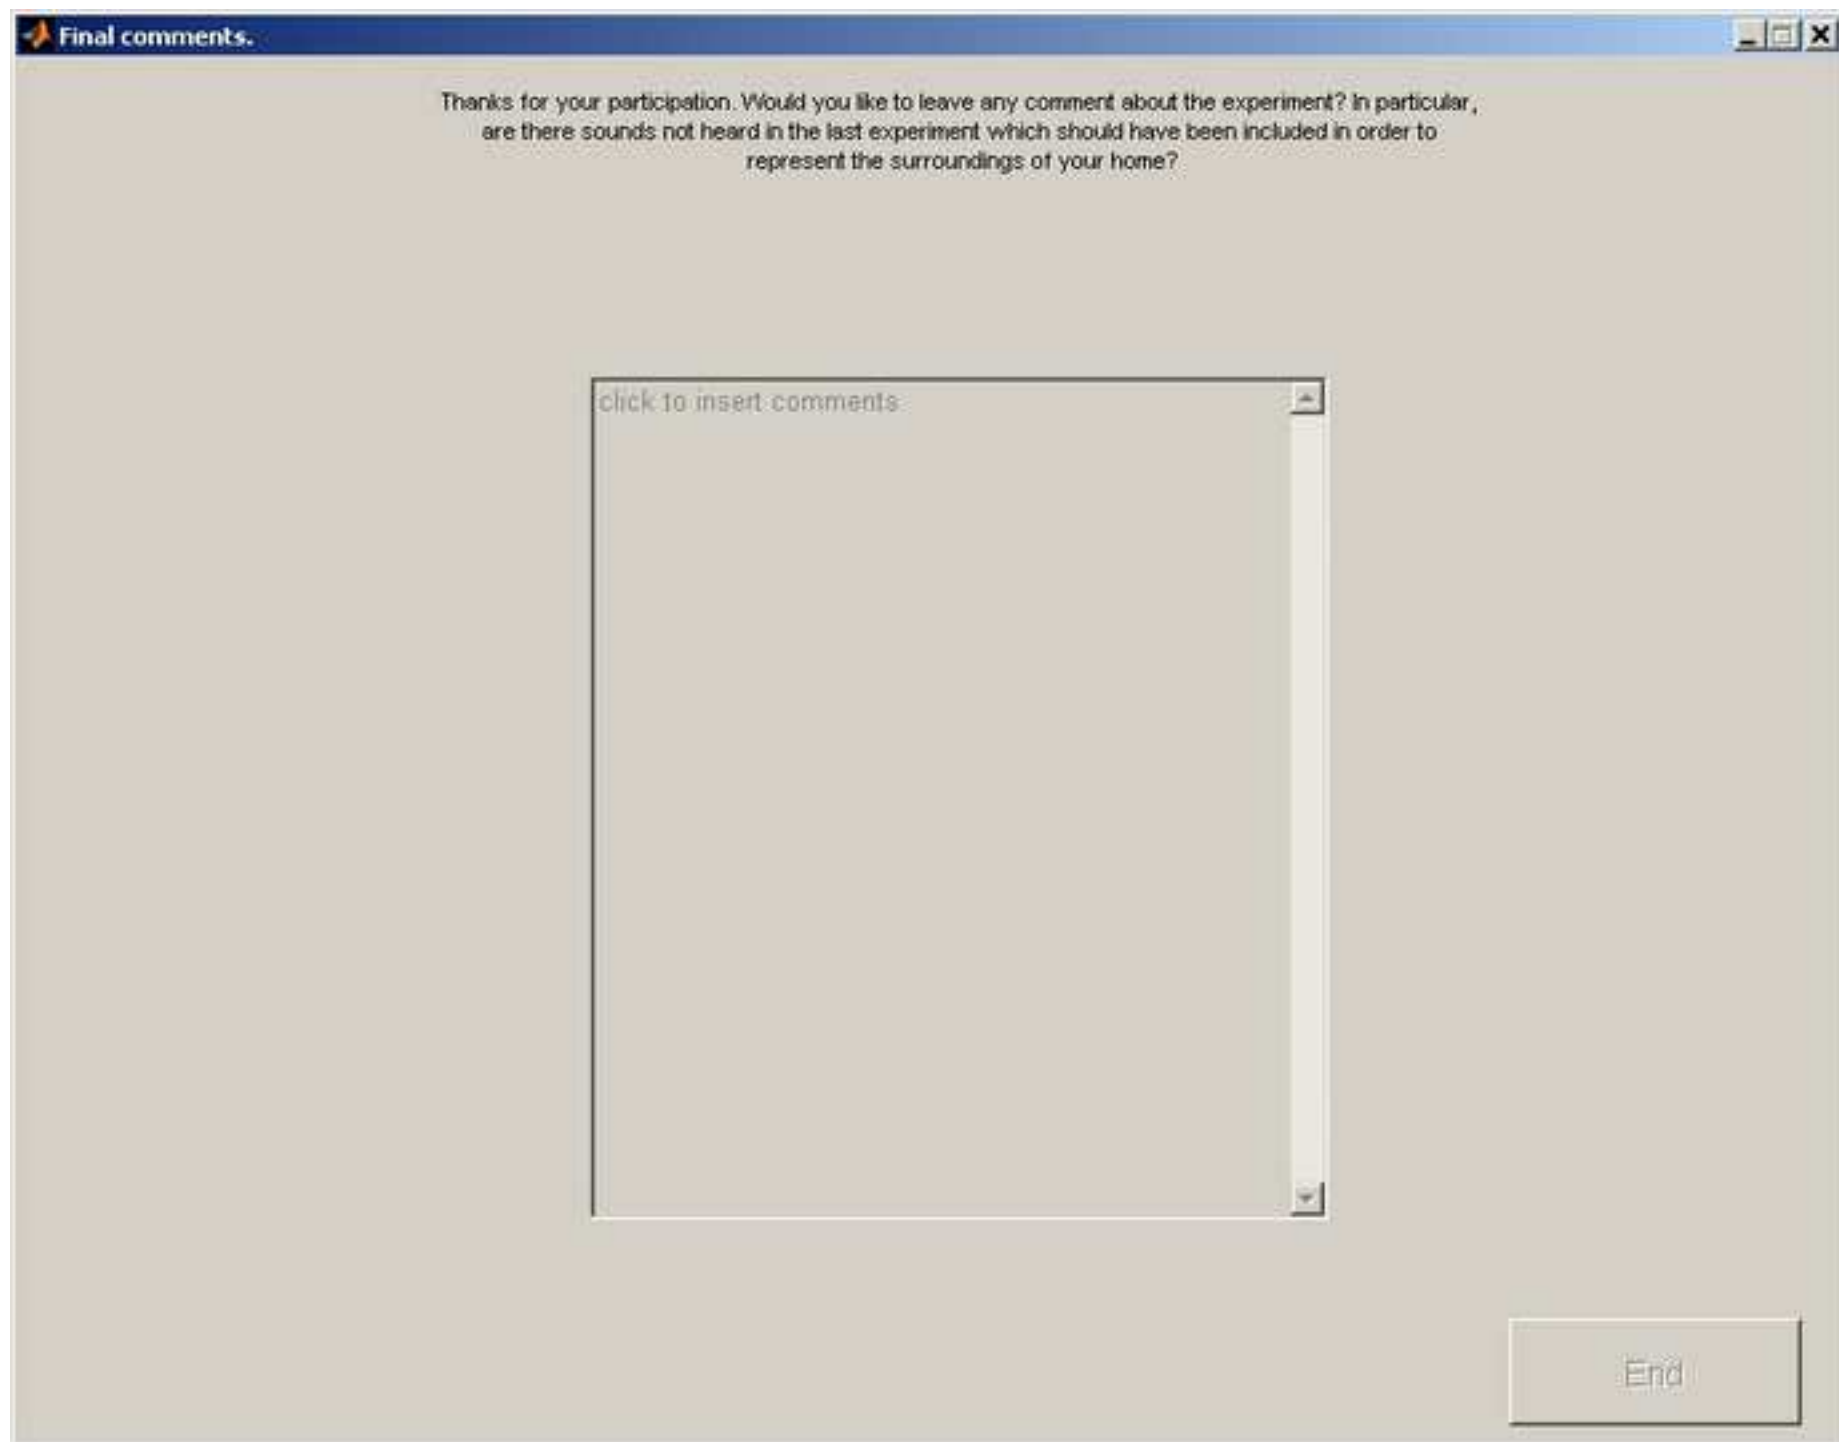 Final comments.
Thanks for your participation. Would you like to leave any comment about the experiment? In particular,
are there sounds not heard in the last experiment which should have been included in order to
represent the surroundings of your home?
click to insert comments
End